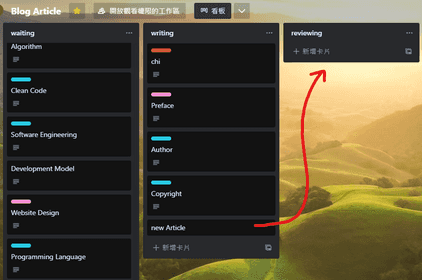 Blog Article
開放觀看權限的工作區
看板
waiting
Algorithm
Clean Code
Software Engineering
Development Model
Website Design
Programming Language
writing
chi
Preface
Author
Copyright
new Article
+ 新增卡片
reviewing
+ 新增卡片